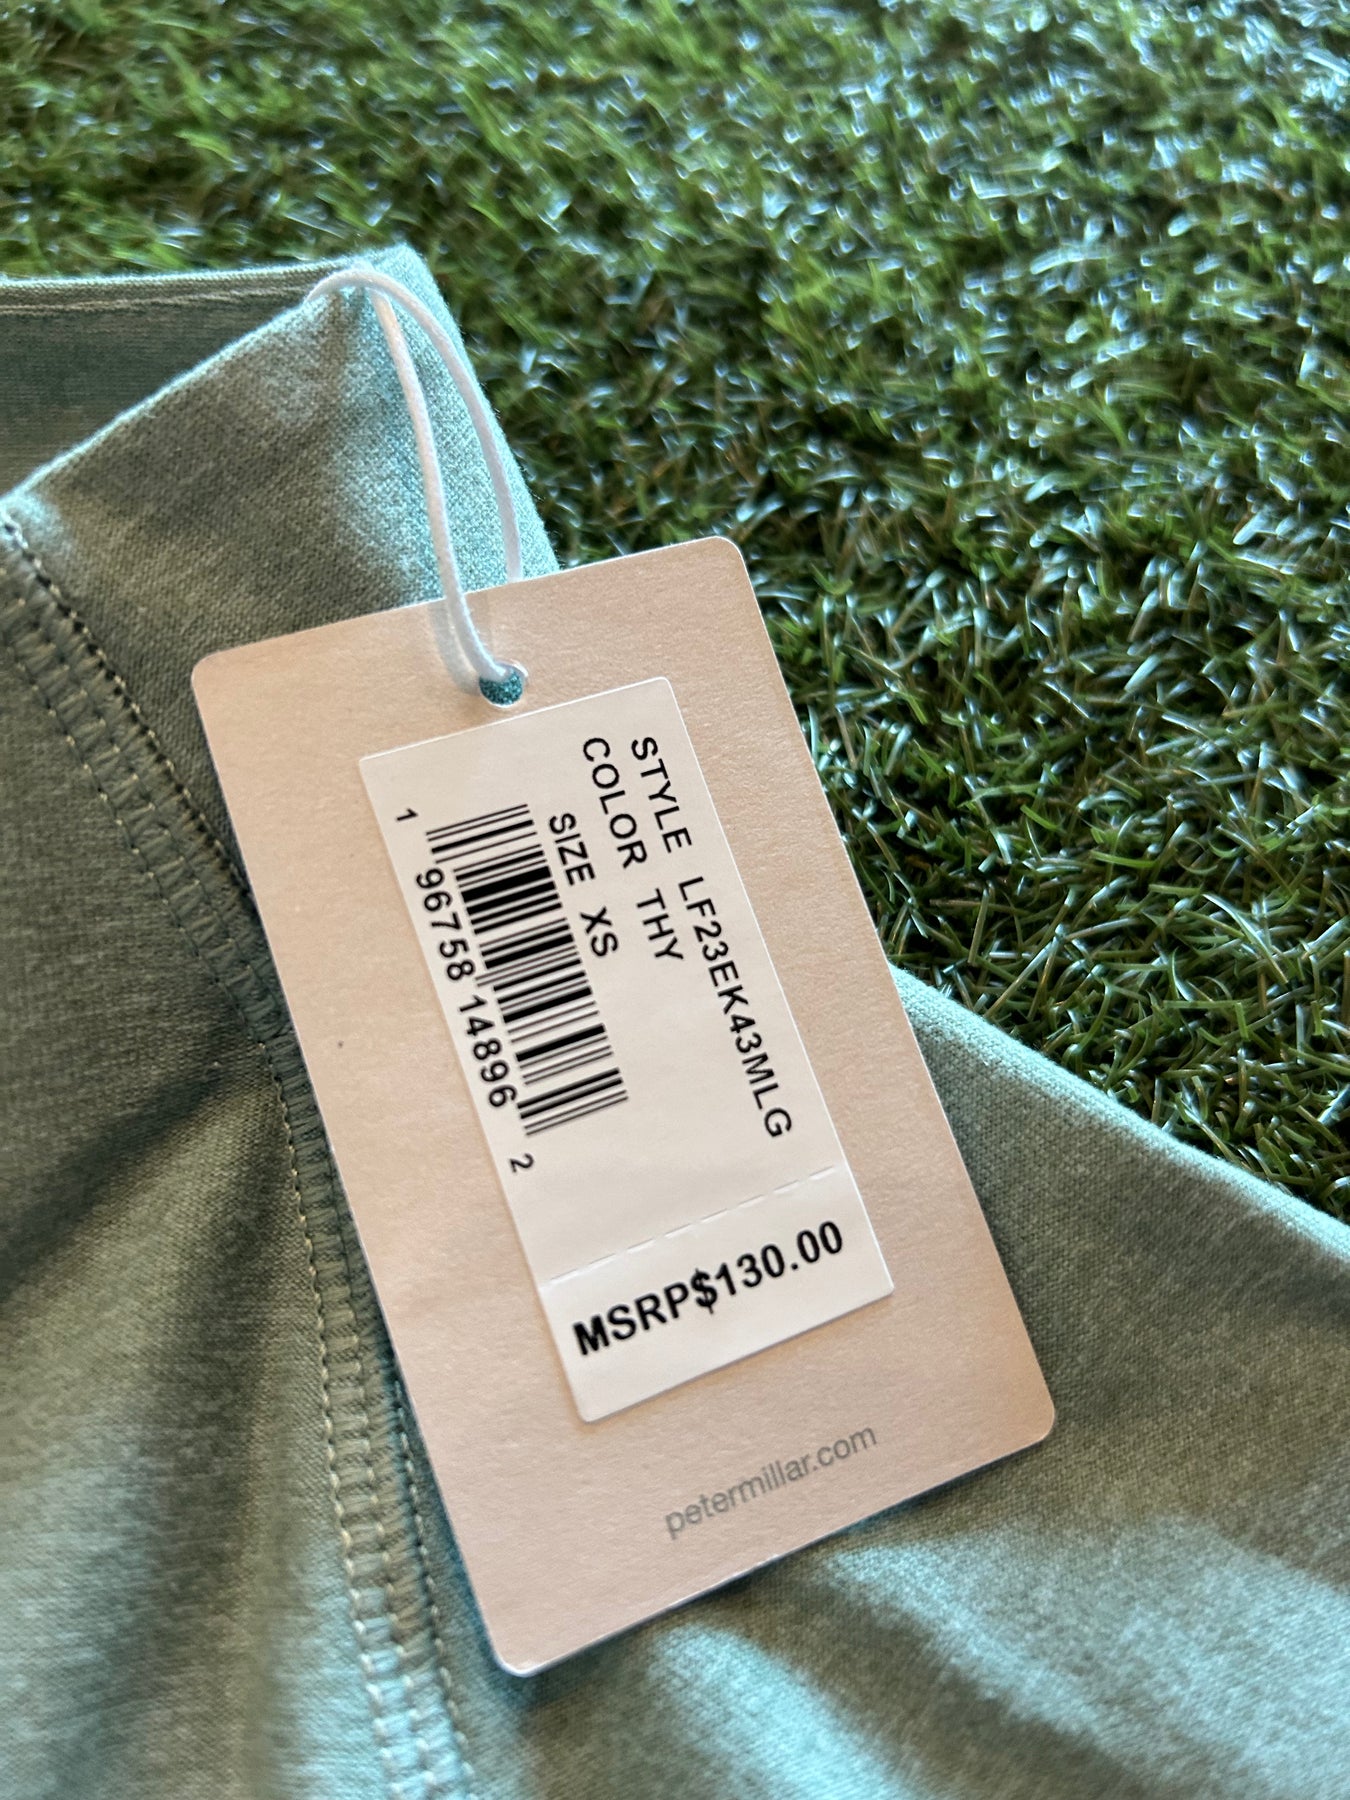 STYLE LF23EK43MLG
COLOR THY
SIZE XS
1 96758 14896 2
MSRP$130.00
petermillar.com